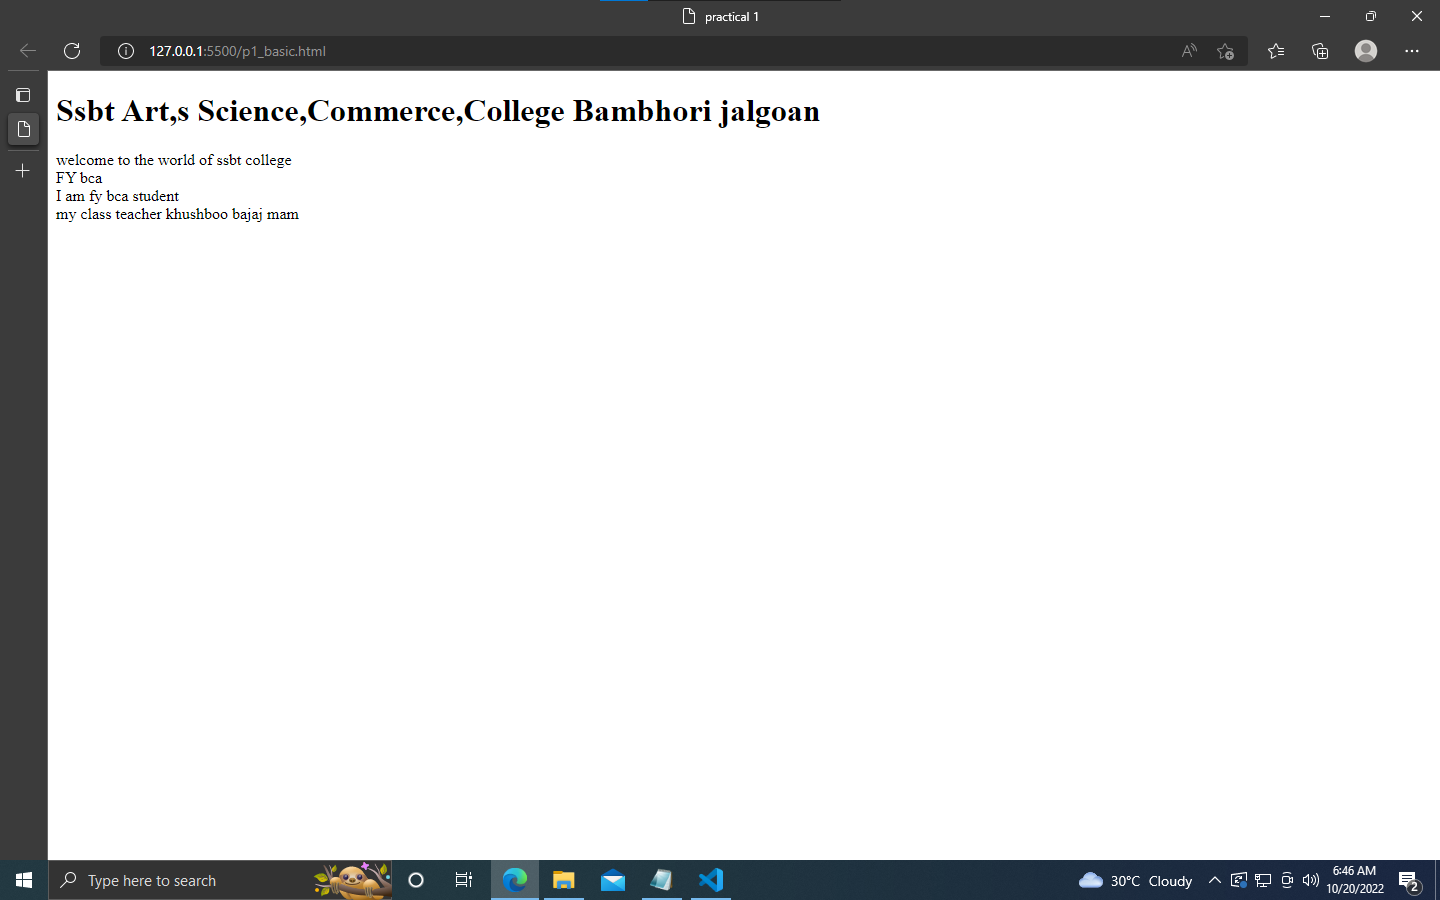 practical 1
127.0.0.1:5500/p1_basic.html
Ssbt Art,s Science,Commerce,College Bambhori jalgoan
welcome to the world of ssbt college
FY bca
I am fy bca student
my class teacher khushboo bajaj mam
Type here to search
30°C Cloudy
6:46 AM
10/20/2022
2